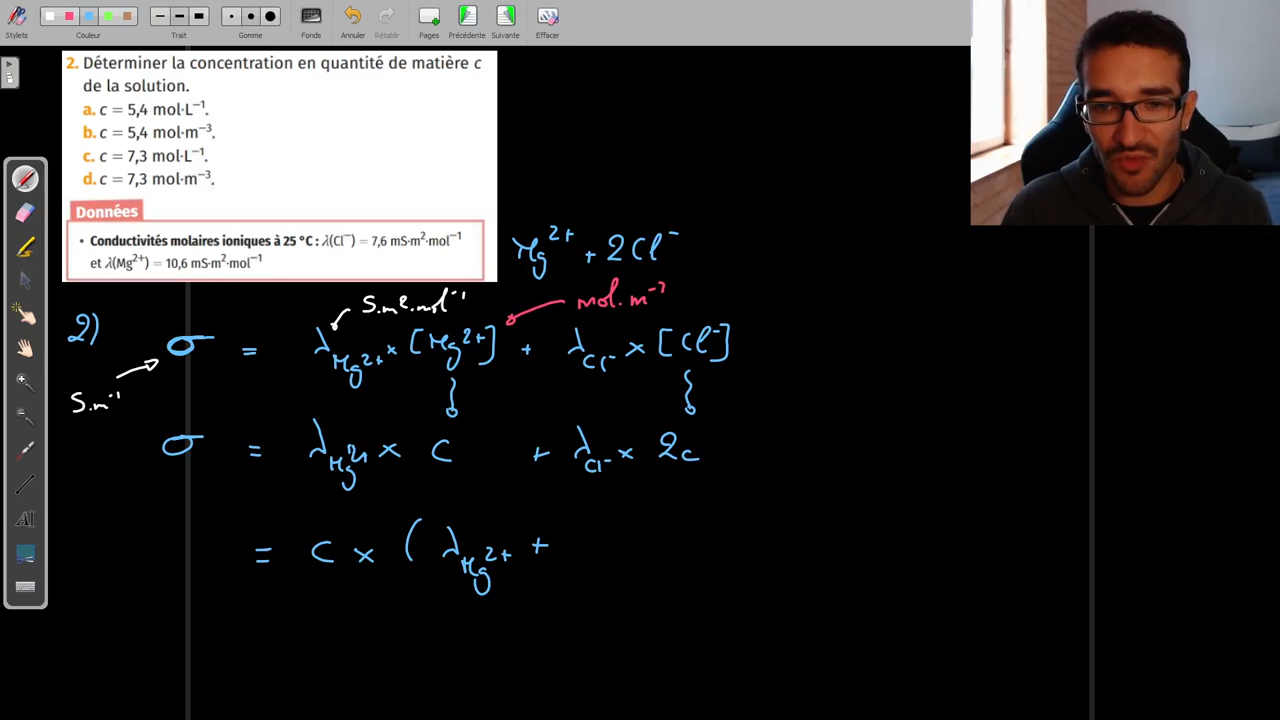 Stylets Couleur Trait Gomme Fonds Annuler Rétablir Pages Précédente Suivante Effacer
2. Déterminer la concentration en quantité de matière c
de la solution.
a. c = 5,4 mol·L⁻¹.
b. c = 5,4 mol·m⁻³.
c. c = 7,3 mol·L⁻¹.
d. c = 7,3 mol·m⁻³.
Données
• Conductivités molaires ioniques à 25 °C : λ(Cl⁻) = 7,6 mS·m²·mol⁻¹
et λ(Mg²⁺) = 10,6 mS·m²·mol⁻¹
Mg²⁺ + 2Cl⁻
S.m².mol⁻¹
mol.m⁻³
2)
σ = λMg²⁺ × [Mg²⁺] + λCl⁻ × [Cl⁻]
S.m⁻¹
σ = λMg²⁺ × C + λCl⁻ × 2c
= C × ( λMg²⁺ +
AI